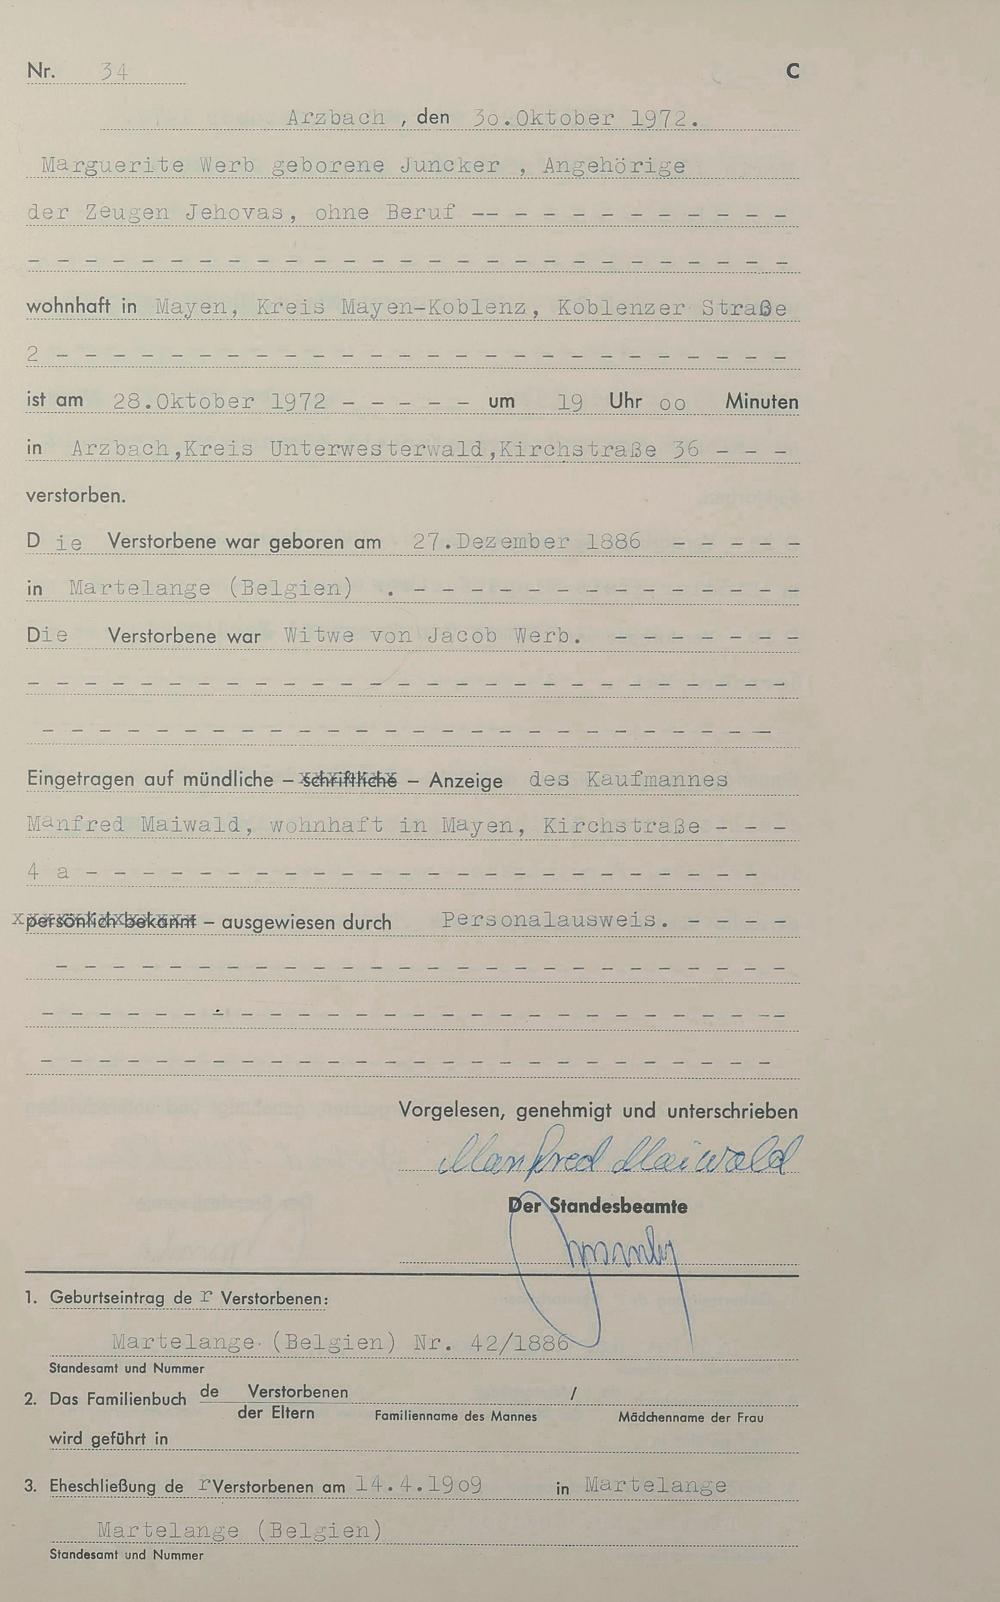 Nr. 34 C
Arzbach , den 3o.Oktober 1972.
Marguerite Werb geborene Juncker , Angehörige
der Zeugen Jehovas, ohne Beruf -- - - - - - - - - - -
- - - - - - - - - - - - - - - - - - - - - - - - - - -
wohnhaft in Mayen, Kreis Mayen-Koblenz, Koblenzer Straße
2 - - - - - - - - - - - - - - - - - - - - - - - - - -
ist am 28.Oktober 1972 - - - - - um 19 Uhr oo Minuten
in Arzbach,Kreis Unterwesterwald,Kirchstraße 36 - - -
verstorben.
Die Verstorbene war geboren am 27.Dezember 1886 - - - - -
in Martelange (Belgien) . - - - - - - - - - - - - - -
Die Verstorbene war Witwe von Jacob Werb. - - - - - - -
- - - - - - - - - - - - - - - - - - - - - - - - - - -
- - - - - - - - - - - - - - - - - - - - - - - - - -
Eingetragen auf mündliche – schriftliche – Anzeige des Kaufmannes
Manfred Maiwald, wohnhaft in Mayen, Kirchstraße - - -
4 a - - - - - - - - - - - - - - - - - - - - - - -
persönlich bekannt – ausgewiesen durch Personalausweis. - - - -
- - - - - - - - - - - - - - - - - - - - - - - - - -
- - - - - - - - - - - - - - - - - - - - - - - - - --
- - - - - - - - - - - - - - - - - - - - - - - - - -
Vorgelesen, genehmigt und unterschrieben
Manfred Maiwald
Der Standesbeamte
1. Geburtseintrag der Verstorbenen:
Martelange (Belgien) Nr. 42/1886
Standesamt und Nummer
2. Das Familienbuch de Verstorbenen /
der Eltern Familienname des Mannes Mädchenname der Frau
wird geführt in
3. Eheschließung der Verstorbenen am 14.4.19o9 in Martelange
Martelange (Belgien)
Standesamt und Nummer